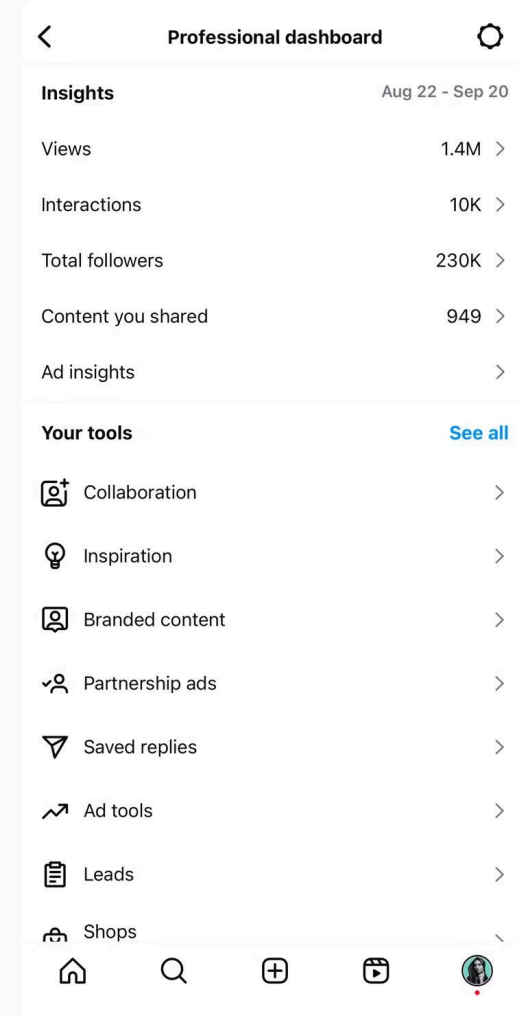 Professional dashboard
Insights Aug 22 - Sep 20
Views 1.4M
Interactions 10K
Total followers 230K
Content you shared 949
Ad insights
Your tools See all
Collaboration
Inspiration
Branded content
Partnership ads
Saved replies
Ad tools
Leads
Shops